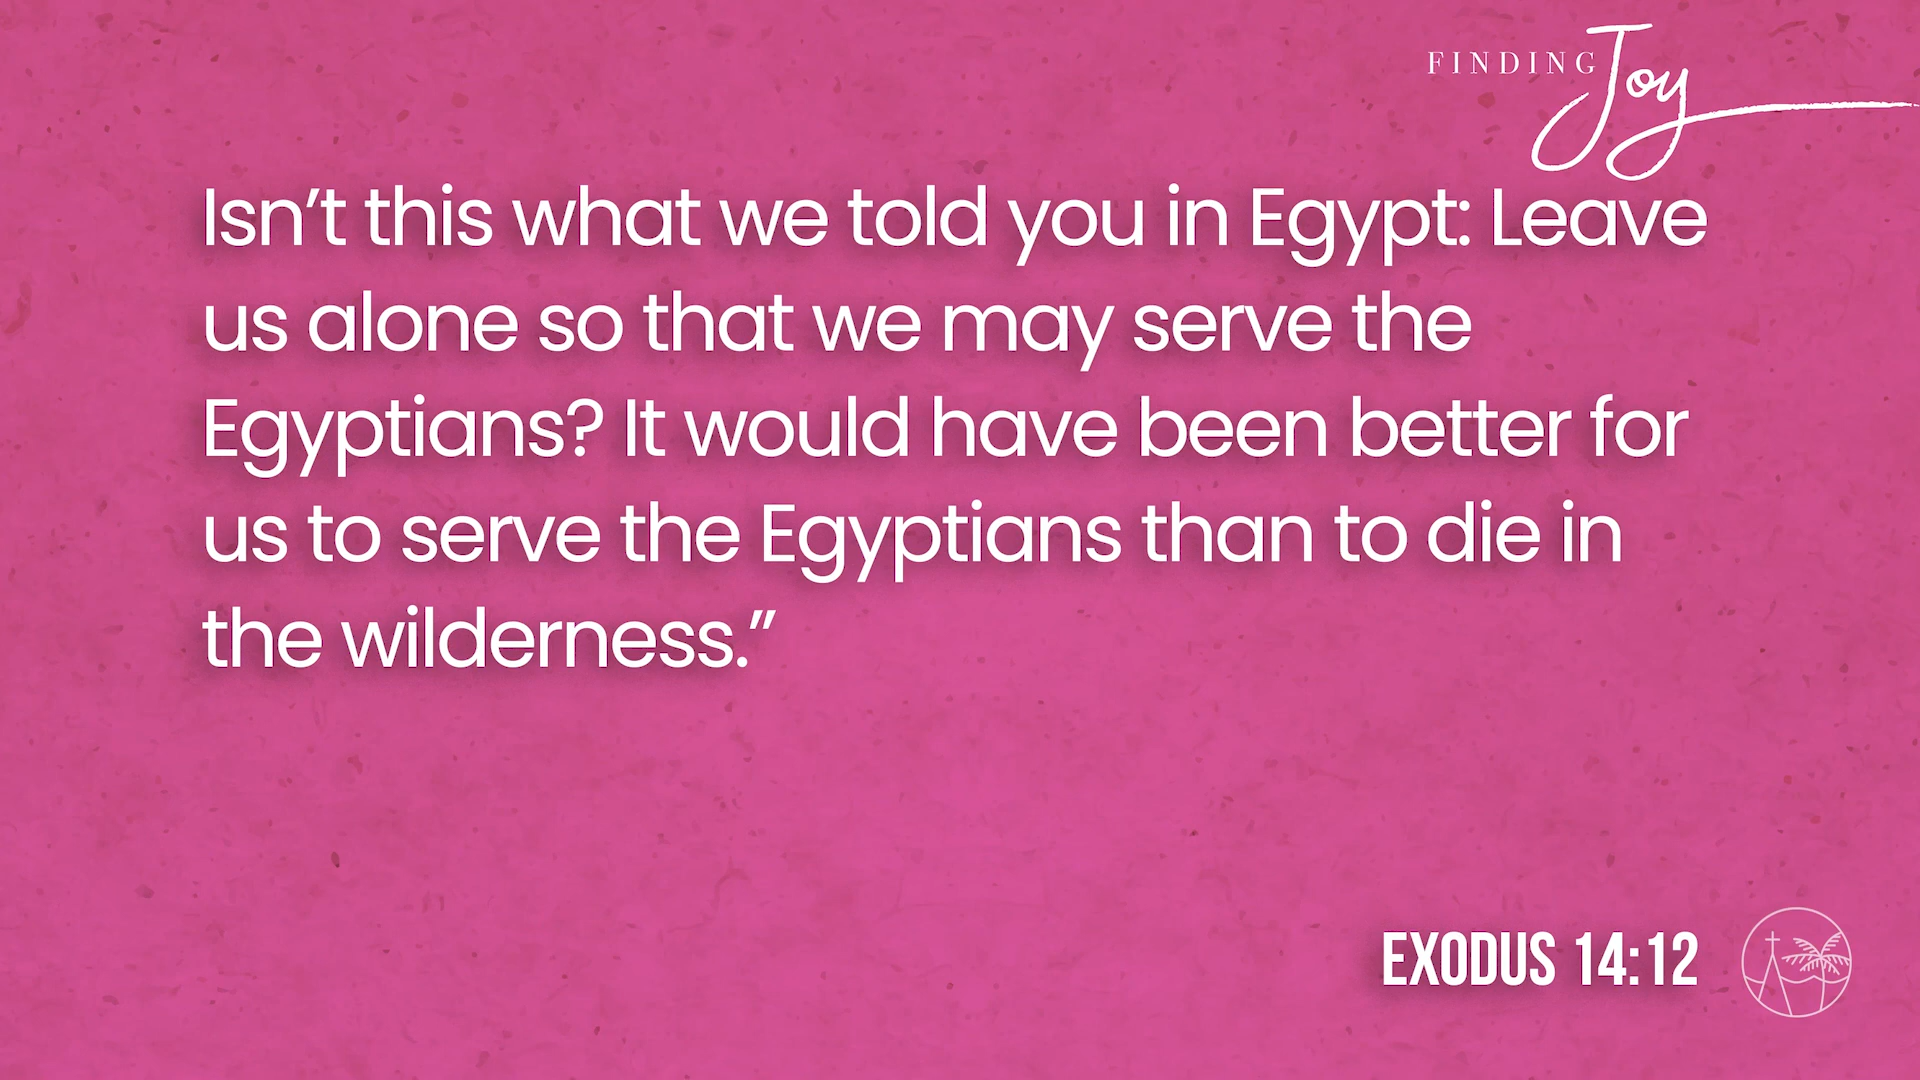 FINDING Joy
Isn’t this what we told you in Egypt: Leave
us alone so that we may serve the
Egyptians? It would have been better for
us to serve the Egyptians than to die in
the wilderness.”
EXODUS 14:12